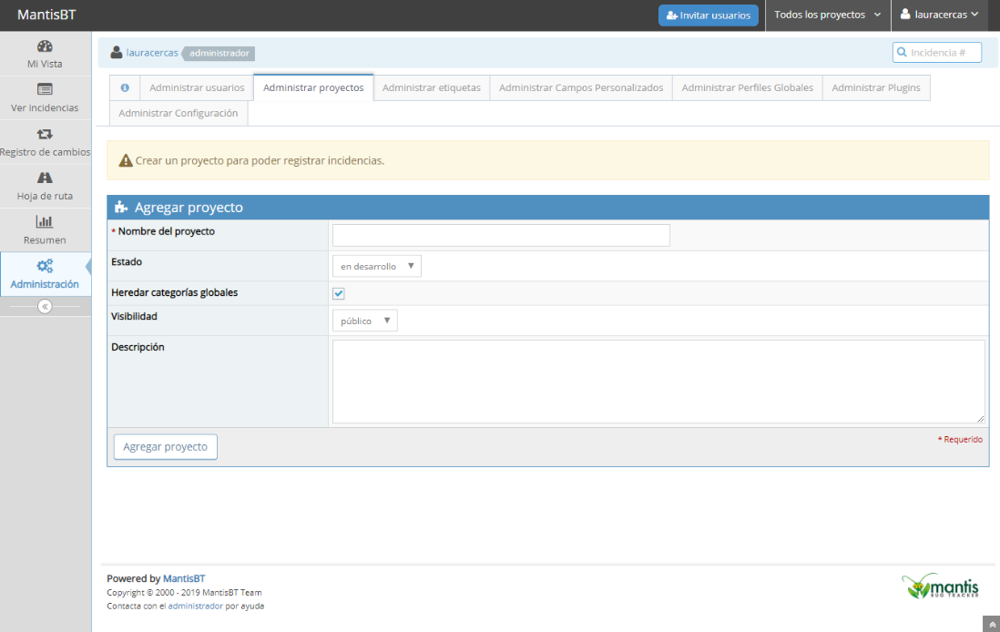 MantisBT
Invitar usuarios
Todos los proyectos
lauracercas
Mi Vista
Ver incidencias
Registro de cambios
Hoja de ruta
Resumen
Administración
lauracercas administrador
Incidencia #
Administrar usuarios
Administrar proyectos
Administrar etiquetas
Administrar Campos Personalizados
Administrar Perfiles Globales
Administrar Plugins
Administrar Configuración
Crear un proyecto para poder registrar incidencias.
Agregar proyecto
* Nombre del proyecto
Estado
en desarrollo
Heredar categorías globales
Visibilidad
público
Descripción
Agregar proyecto
* Requerido
Powered by MantisBT
Copyright © 2000 - 2019 MantisBT Team
Contacta con el administrador por ayuda
mantis
BUG TRACKER